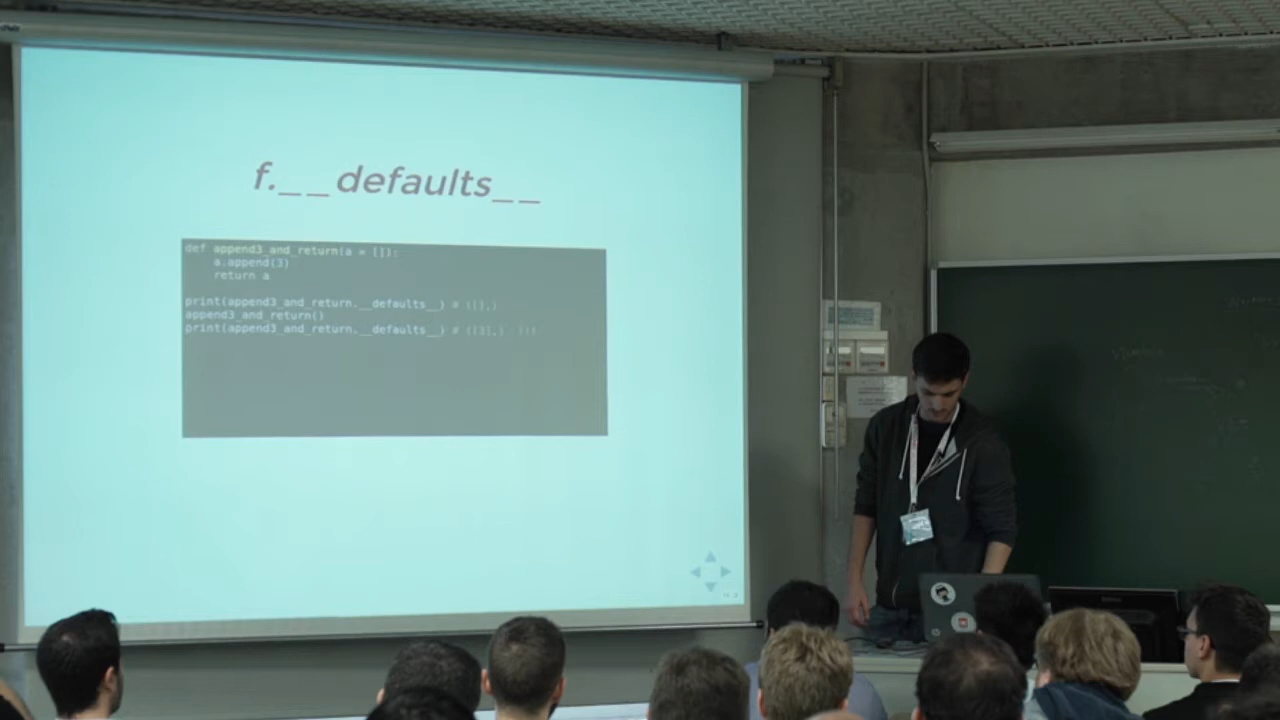 f.__defaults__
def append3_and_return(a = []):
    a.append(3)
    return a
print(append3_and_return.__defaults__) # ([],)
append3_and_return()
print(append3_and_return.__defaults__) # ([3],)